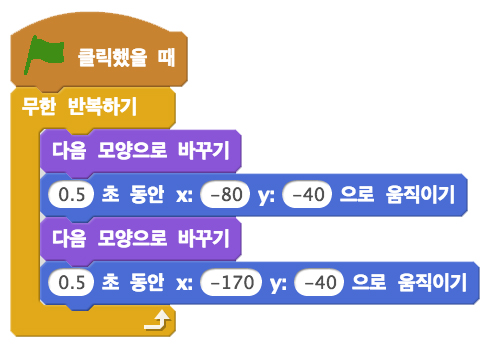 클릭했을 때
무한 반복하기
다음 모양으로 바꾸기
0.5 초 동안 x: -80 y: -40 으로 움직이기
다음 모양으로 바꾸기
0.5 초 동안 x: -170 y: -40 으로 움직이기